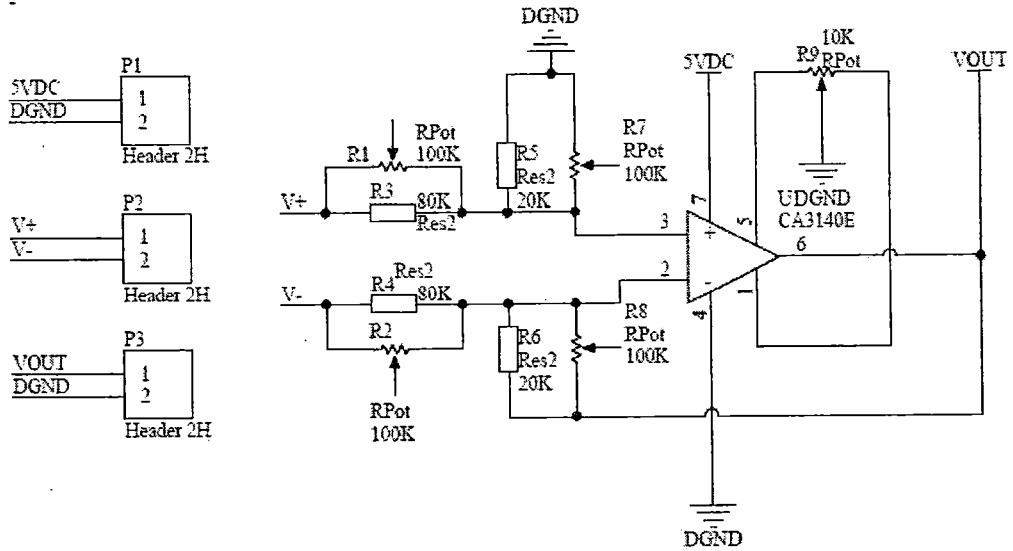 P1
5VDC
DGND
1
2
Header 2H
P2
V+
V-
1
2
Header 2H
P3
VOUT
DGND
1
2
Header 2H
DGND
RPot
100K
R1
R3
80K
Res2
V+
R5
Res2
20K
R7
RPot
100K
5VDC
10K
R9
RPot
VOUT
UDGND
CA3140E
7
5
3
+
6
2
-
1
4
Res2
R4
80K
V-
R2
RPot
100K
R6
Res2
20K
R8
RPot
100K
DGND